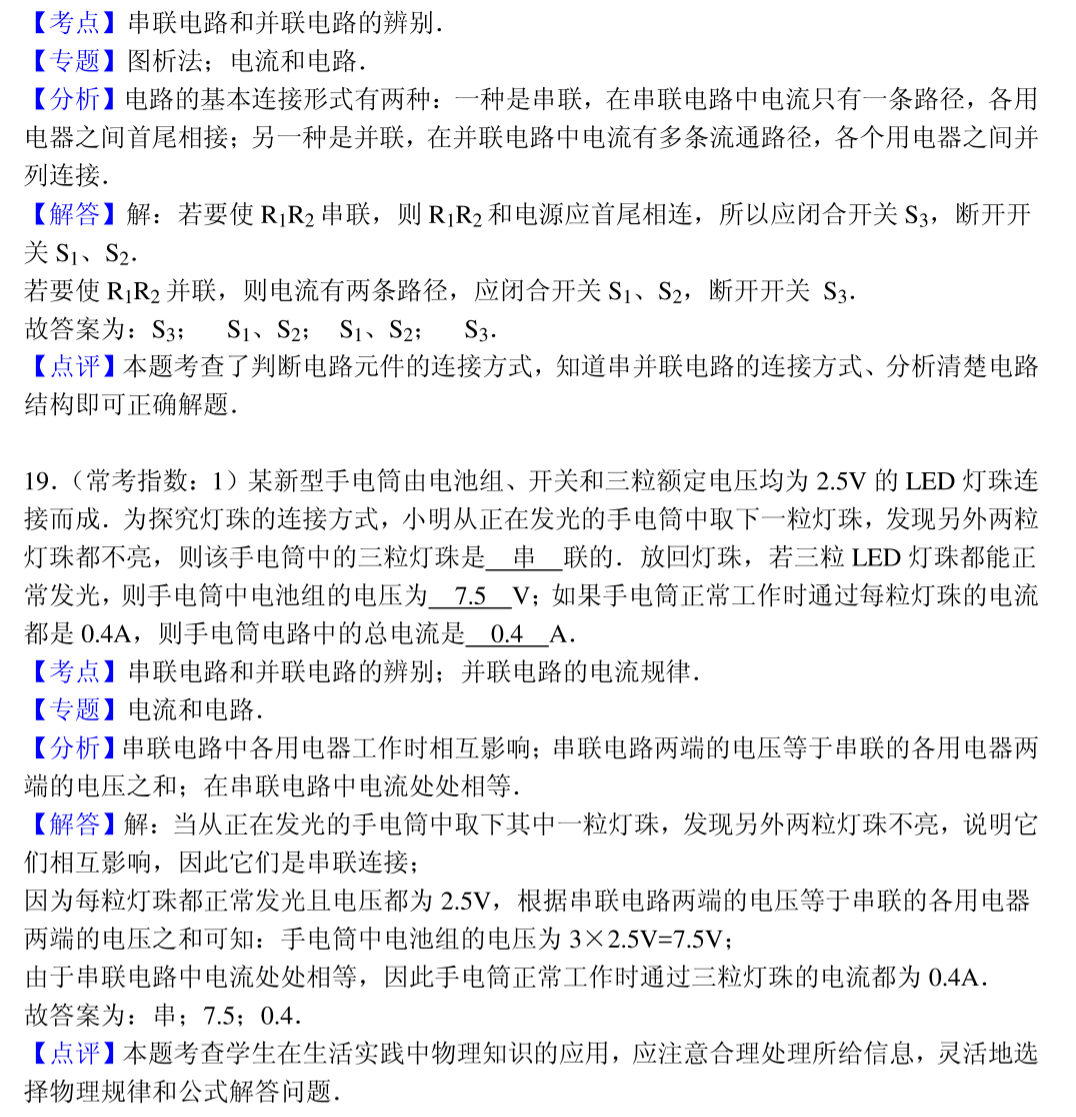 【考点】串联电路和并联电路的辨别．
【专题】图析法；电流和电路．
【分析】电路的基本连接形式有两种：一种是串联，在串联电路中电流只有一条路径，各用
电器之间首尾相接；另一种是并联，在并联电路中电流有多条流通路径，各个用电器之间并
列连接．
【解答】解：若要使 R₁R₂ 串联，则 R₁R₂ 和电源应首尾相连，所以应闭合开关 S₃，断开开
关 S₁、S₂．
若要使 R₁R₂ 并联，则电流有两条路径，应闭合开关 S₁、S₂，断开开关 S₃．
故答案为：S₃； S₁、S₂； S₁、S₂； S₃．
【点评】本题考查了判断电路元件的连接方式，知道串并联电路的连接方式、分析清楚电路
结构即可正确解题．
19．（常考指数：1）某新型手电筒由电池组、开关和三粒额定电压均为 2.5V 的 LED 灯珠连
接而成．为探究灯珠的连接方式，小明从正在发光的手电筒中取下一粒灯珠，发现另外两粒
灯珠都不亮，则该手电筒中的三粒灯珠是 串 联的．放回灯珠，若三粒 LED 灯珠都能正
常发光，则手电筒中电池组的电压为 7.5 V；如果手电筒正常工作时通过每粒灯珠的电流
都是 0.4A，则手电筒电路中的总电流是 0.4 A．
【考点】串联电路和并联电路的辨别；并联电路的电流规律．
【专题】电流和电路．
【分析】串联电路中各用电器工作时相互影响；串联电路两端的电压等于串联的各用电器两
端的电压之和；在串联电路中电流处处相等．
【解答】解：当从正在发光的手电筒中取下其中一粒灯珠，发现另外两粒灯珠不亮，说明它
们相互影响，因此它们是串联连接；
因为每粒灯珠都正常发光且电压都为 2.5V，根据串联电路两端的电压等于串联的各用电器
两端的电压之和可知：手电筒中电池组的电压为 3×2.5V=7.5V；
由于串联电路中电流处处相等，因此手电筒正常工作时通过三粒灯珠的电流都为 0.4A．
故答案为：串；7.5；0.4．
【点评】本题考查学生在生活实践中物理知识的应用，应注意合理处理所给信息，灵活地选
择物理规律和公式解答问题．